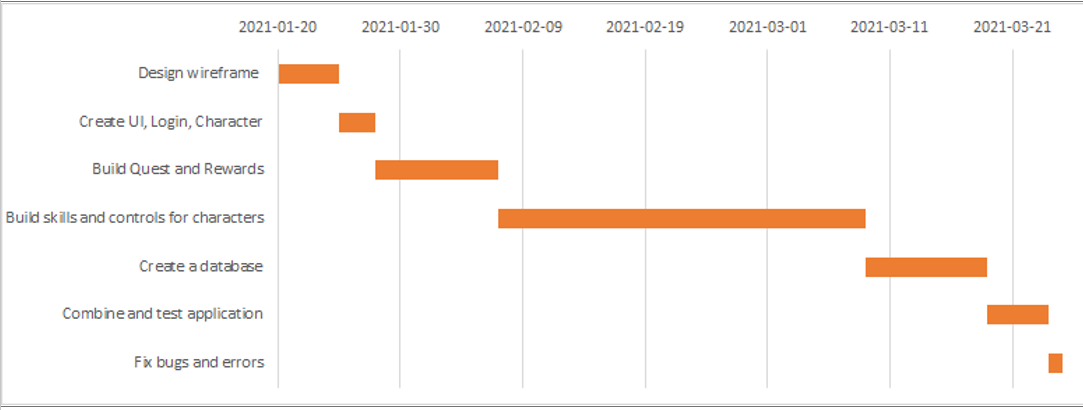 2021-01-20 2021-01-30 2021-02-09 2021-02-19 2021-03-01 2021-03-11 2021-03-21
Design wireframe
Create UI, Login, Character
Build Quest and Rewards
Build skills and controls for characters
Create a database
Combine and test application
Fix bugs and errors